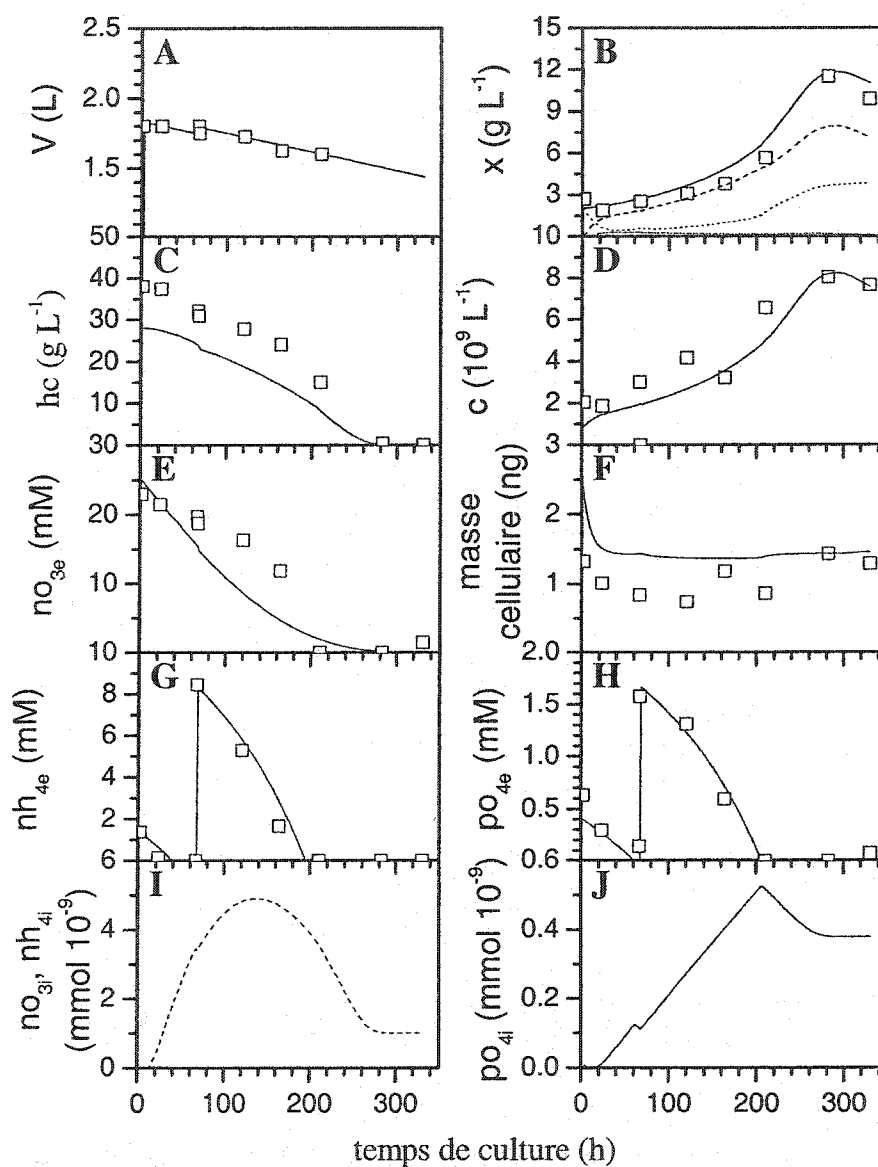 A
V (L)
2.5
2.0
1.5
50
B
x (g L⁻¹)
15
12
9
6
3
10
C
hc (g L⁻¹)
40
30
20
10
30
D
c (10⁹ L⁻¹)
8
6
4
2
3
E
no₃ₑ (mM)
20
10
10
F
masse
cellulaire (ng)
2
1
2.0
G
nh₄ₑ (mM)
8
6
4
2
6
H
po₄ₑ (mM)
1.5
1.0
0.5
0.6
I
no₃ᵢ, nh₄ᵢ
(mmol 10⁻⁹)
4
2
0
J
po₄ᵢ (mmol 10⁻⁹)
0.4
0.2
0.0
0 100 200 300
0 100 200 300
temps de culture (h)